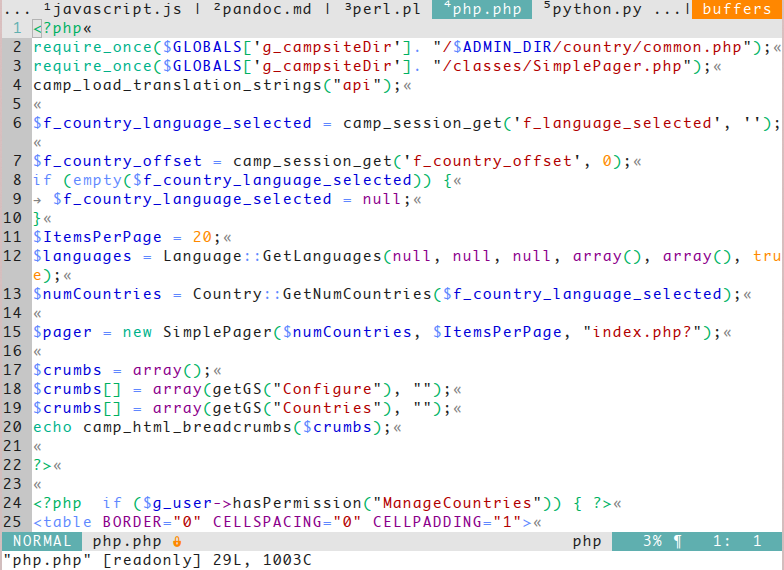 ... ¹javascript.js | ²pandoc.md | ³perl.pl ⁴php.php ⁵python.py ...| buffers
1 <?php«
2 require_once($GLOBALS['g_campsiteDir']. "/$ADMIN_DIR/country/common.php");«
3 require_once($GLOBALS['g_campsiteDir']. "/classes/SimplePager.php");«
4 camp_load_translation_strings("api");«
5 «
6 $f_country_language_selected = camp_session_get('f_language_selected', '');
«
7 $f_country_offset = camp_session_get('f_country_offset', 0);«
8 if (empty($f_country_language_selected)) {«
9 → $f_country_language_selected = null;«
10 }«
11 $ItemsPerPage = 20;«
12 $languages = Language::GetLanguages(null, null, null, array(), array(), tru
e);«
13 $numCountries = Country::GetNumCountries($f_country_language_selected);«
14 «
15 $pager = new SimplePager($numCountries, $ItemsPerPage, "index.php?");«
16 «
17 $crumbs = array();«
18 $crumbs[] = array(getGS("Configure"), "");«
19 $crumbs[] = array(getGS("Countries"), "");«
20 echo camp_html_breadcrumbs($crumbs);«
21 «
22 ?>«
23 «
24 <?php  if ($g_user->hasPermission("ManageCountries")) { ?>«
25 <table BORDER="0" CELLSPACING="0" CELLPADDING="1">«
NORMAL php.php php 3% ¶ 1: 1
"php.php" [readonly] 29L, 1003C